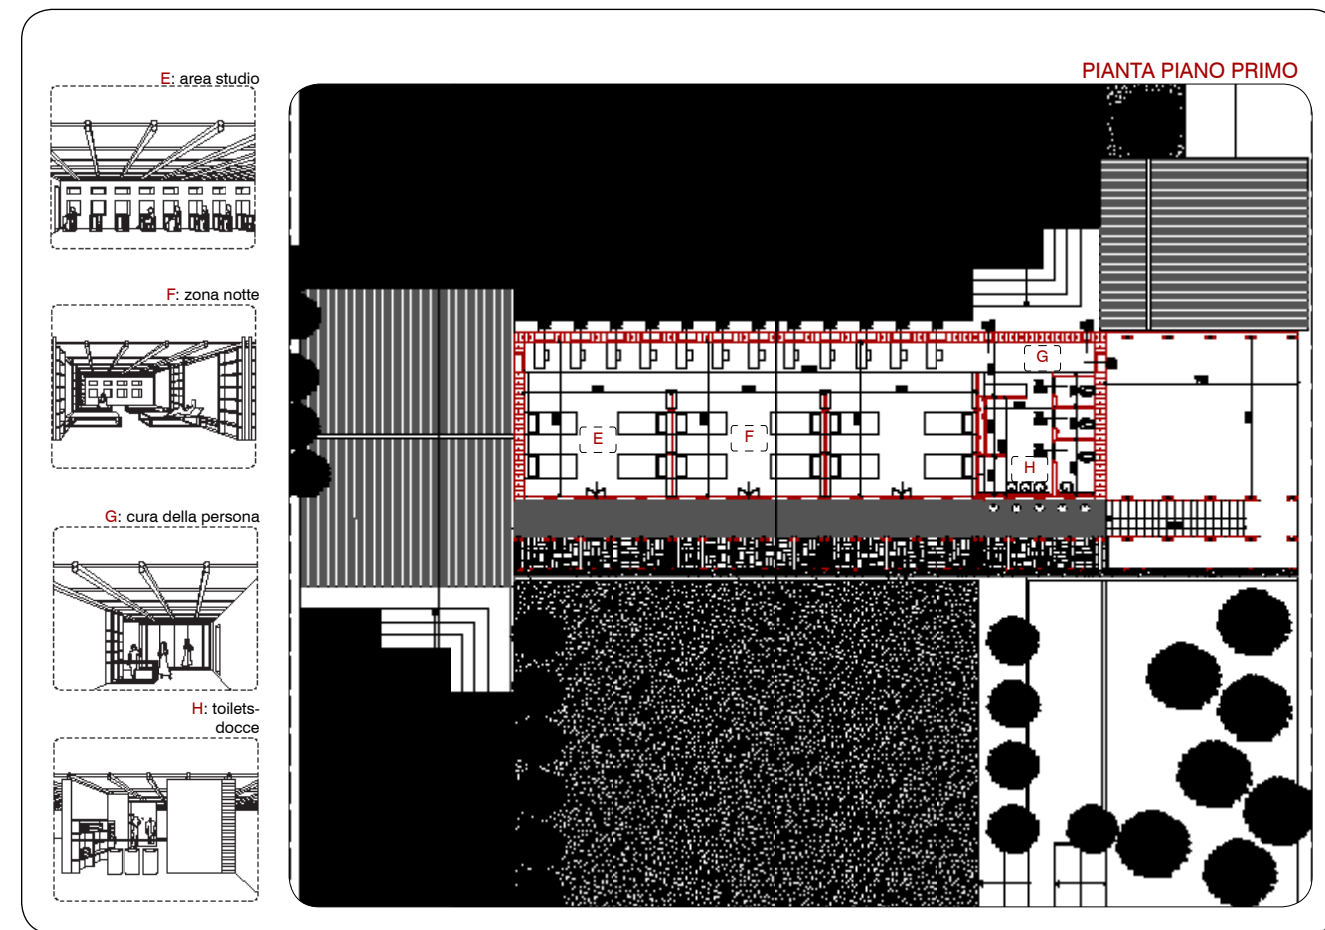 PIANTA PIANO PRIMO
E: area studio
F: zona notte
G: cura della persona
H: toilets-
docce
G
E
F
H